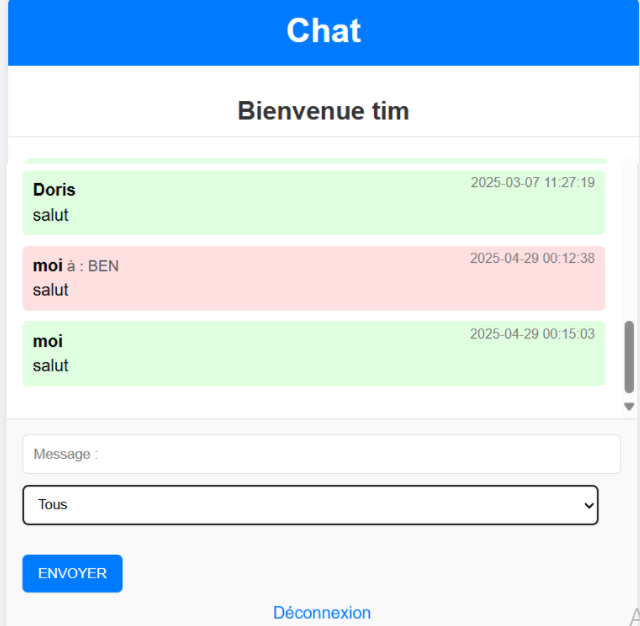 Chat
Bienvenue tim
Doris 2025-03-07 11:27:19
salut
moi à : BEN 2025-04-29 00:12:38
salut
moi 2025-04-29 00:15:03
salut
Message :
Tous
ENVOYER
Déconnexion